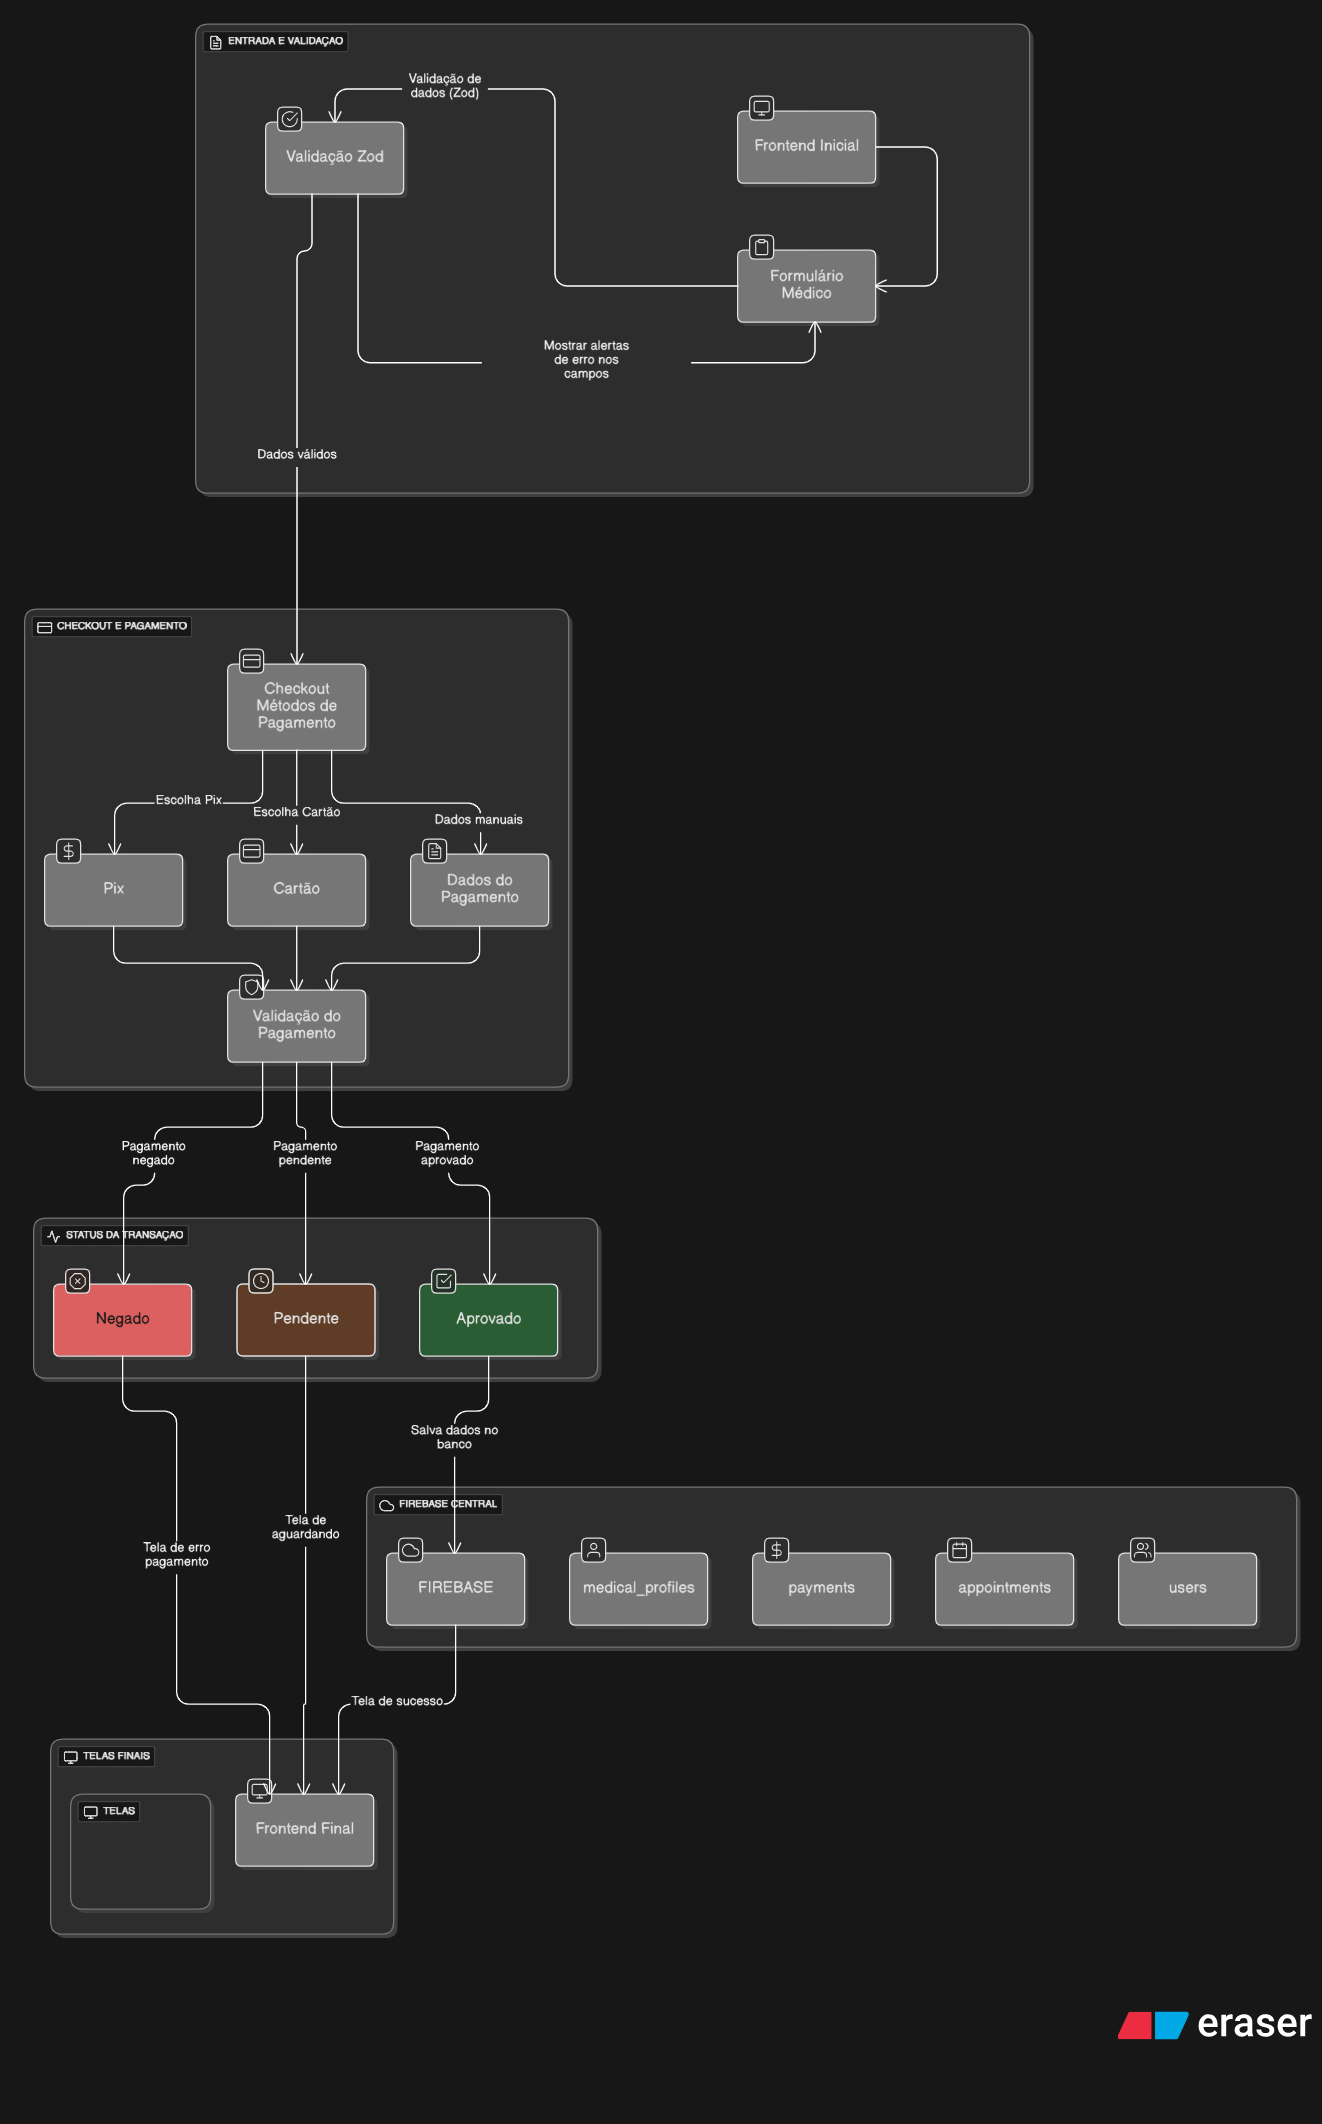 ENTRADA E VALIDAÇAO
Validação de
dados (Zod)
Validação Zod
Frontend Inicial
Formulário
Médico
Mostrar alertas
de erro nos
campos
Dados válidos
CHECKOUT E PAGAMENTO
Checkout
Métodos de
Pagamento
Escolha Pix
Escolha Cartão
Dados manuais
Pix
Cartão
Dados do
Pagamento
Validação do
Pagamento
Pagamento
negado
Pagamento
pendente
Pagamento
aprovado
STATUS DA TRANSAÇAO
Negado
Pendente
Aprovado
Salva dados no
banco
Tela de
aguardando
Tela de erro
pagamento
FIREBASE CENTRAL
FIREBASE
medical_profiles
payments
appointments
users
Tela de sucesso
TELAS FINAIS
TELAS
Frontend Final
eraser